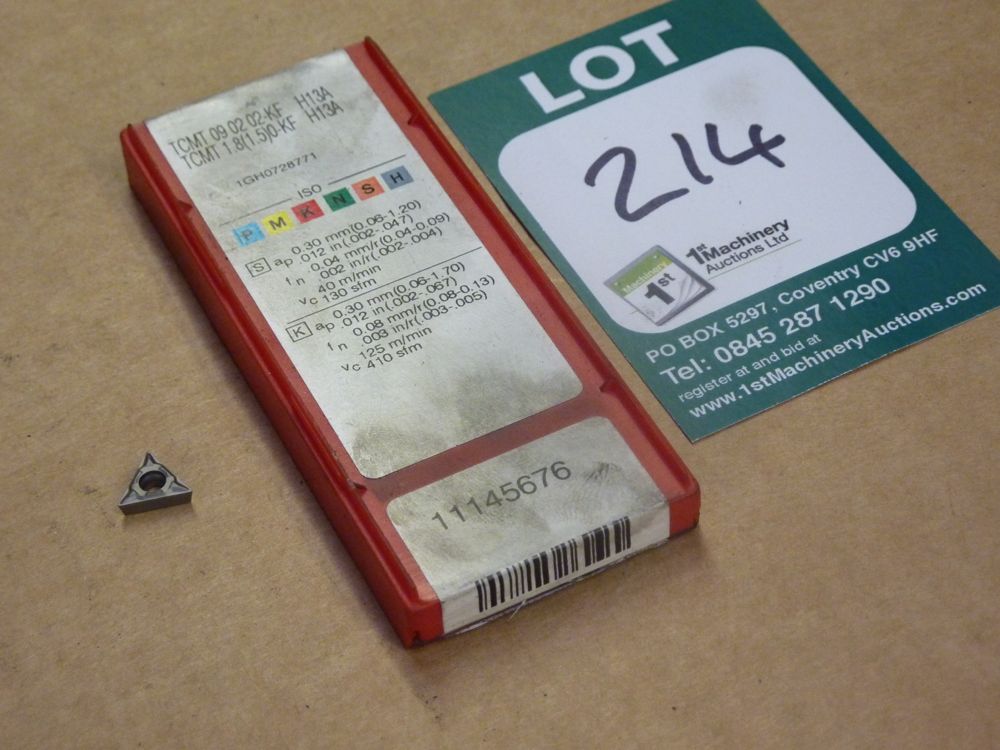 TCMT 09 02 02-KF H13A
TCMT 1.8(1.5)0-KF H13A
1GH0728771
ISO
P M K N S H
S ap 0.30 mm(0.06-1.20)
.012 in(.002-.047)
fn 0.04 mm/r(0.04-0.09)
.002 in/r(.002-.004)
vc 40 m/min
130 sfm
K ap 0.30 mm(0.06-1.70)
.012 in(.002-.067)
fn 0.08 mm/r(0.08-0.13)
.003 in/r(.003-.005)
vc 125 m/min
410 sfm
11145676
LOT
214
1st Machinery
Auctions Ltd
Machinery
1st
PO BOX 5297, Coventry CV6 9HF
Tel: 0845 287 1290
register at and bid at
www.1stMachineryAuctions.com